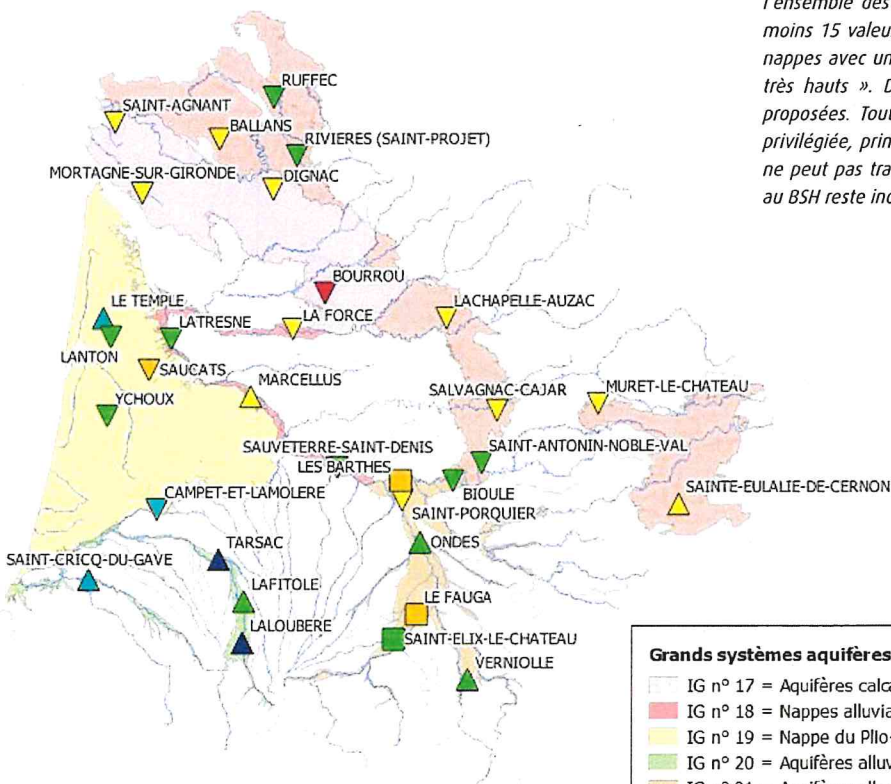 l'ensemble des
moins 15 valeu
nappes avec un
très hauts ». D
proposées. Tout
privilégiée, prin
ne peut pas tra
au BSH reste inc
RUFFEC
SAINT-AGNANT
BALLANS
RIVIERES (SAINT-PROJET)
MORTAGNE-SUR-GIRONDE
DIGNAC
BOURROU
LE TEMPLE
LACHAPELLE-AUZAC
LATRESNE
LA FORCE
LANTON
SAUCATS
MARCELLUS
YCHOUX
SALVAGNAC-CAJAR
MURET-LE-CHATEAU
SAUVETERRE-SAINT-DENIS
SAINT-ANTONIN-NOBLE-VAL
LES BARTHES
BIOULE
SAINTE-EULALIE-DE-CERNON
CAMPET-ET-LAMOLERE
SAINT-PORQUIER
TARSAC
ONDES
SAINT-CRICQ-DU-GAVE
LAFITOLE
LE FAUGA
LALOUBERE
SAINT-ELIX-LE-CHATEAU
VERNIOLLE
Grands systèmes aquifères
IG n° 17 = Aquifères calca
IG n° 18 = Nappes alluvia
IG n° 19 = Nappe du Plio-
IG n° 20 = Aquifères alluv